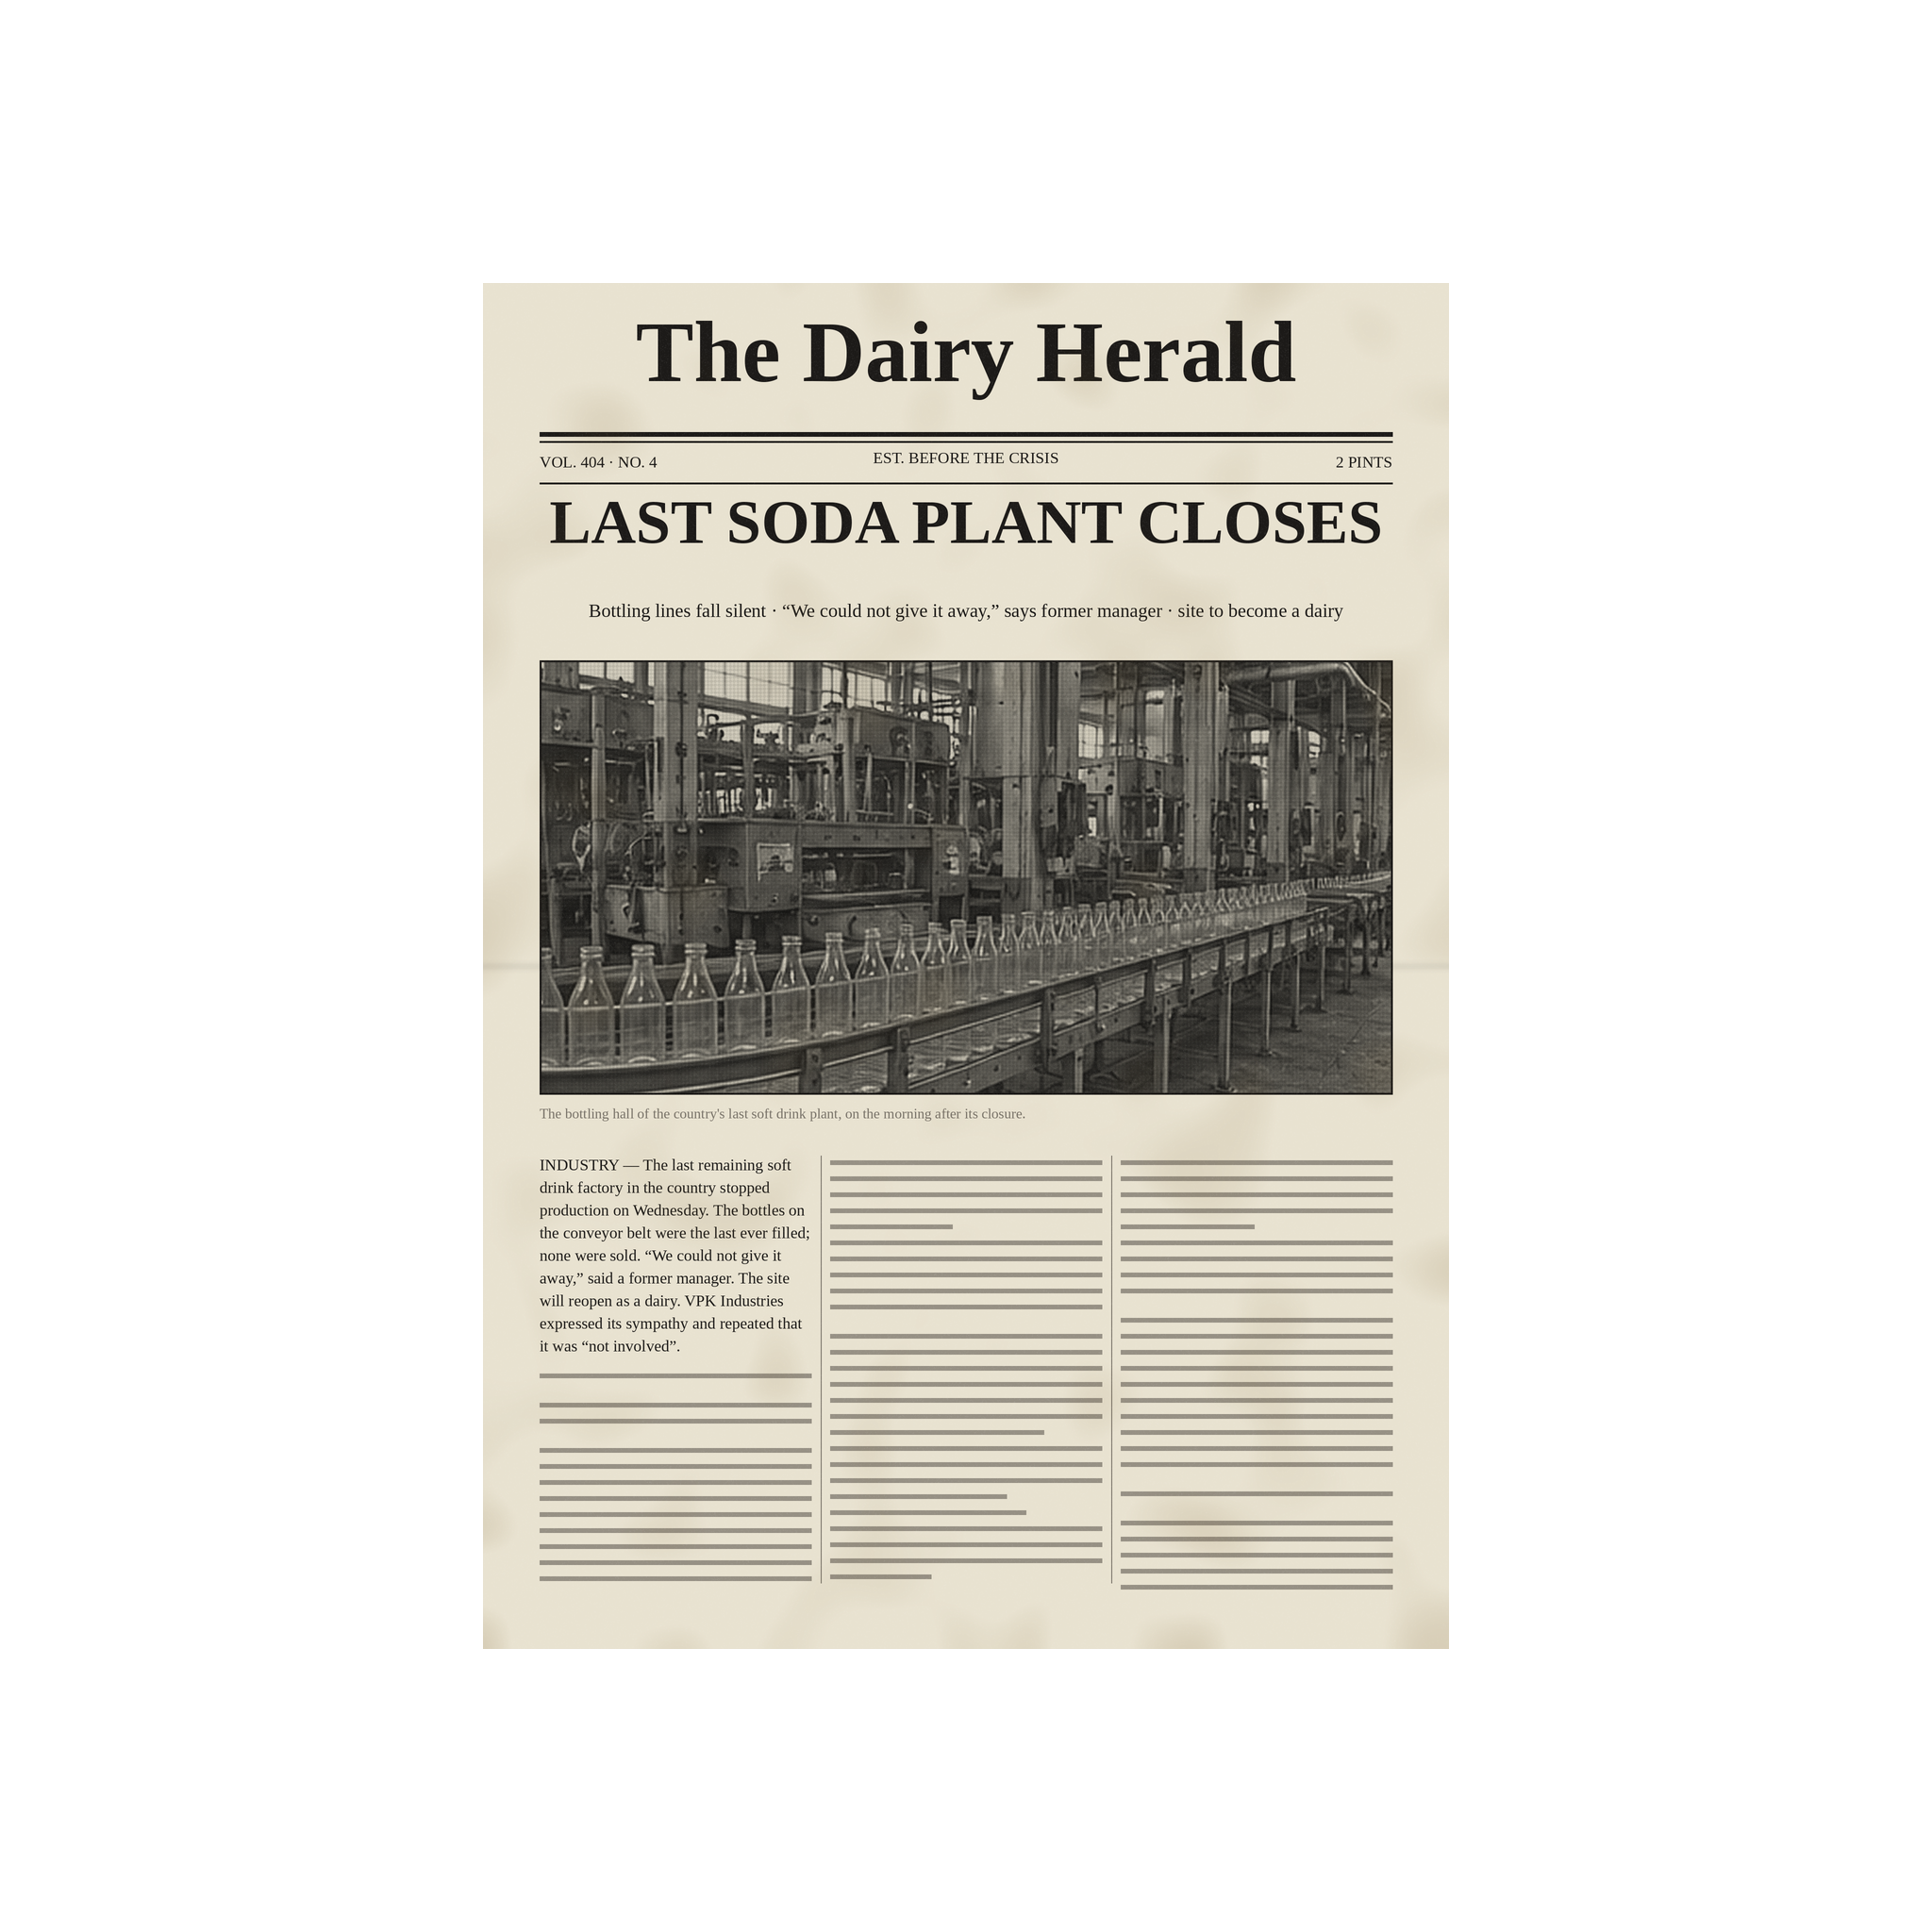 The Dairy Herald
VOL. 404 · NO. 4
EST. BEFORE THE CRISIS
2 PINTS
LAST SODA PLANT CLOSES
Bottling lines fall silent · “We could not give it away,” says former manager · site to become a dairy
The bottling hall of the country's last soft drink plant, on the morning after its closure.
INDUSTRY — The last remaining soft
drink factory in the country stopped
production on Wednesday. The bottles on
the conveyor belt were the last ever filled;
none were sold. “We could not give it
away,” said a former manager. The site
will reopen as a dairy. VPK Industries
expressed its sympathy and repeated that
it was “not involved”.